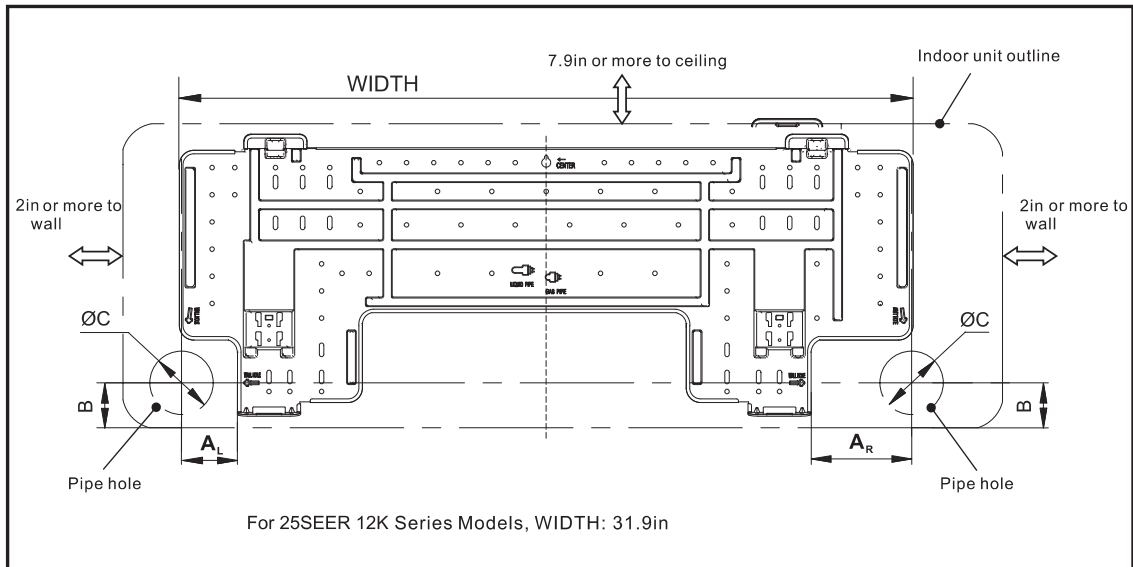 7.9in or more to ceiling
Indoor unit outline
WIDTH
CENTER
2in or more to
wall
2in or more to
wall
LIQUID PIPE
GAS PIPE
ØC
ØC
WALLHOLE
WALLHOLE
B
B
A_L
A_R
Pipe hole
Pipe hole
For 25SEER 12K Series Models, WIDTH: 31.9in